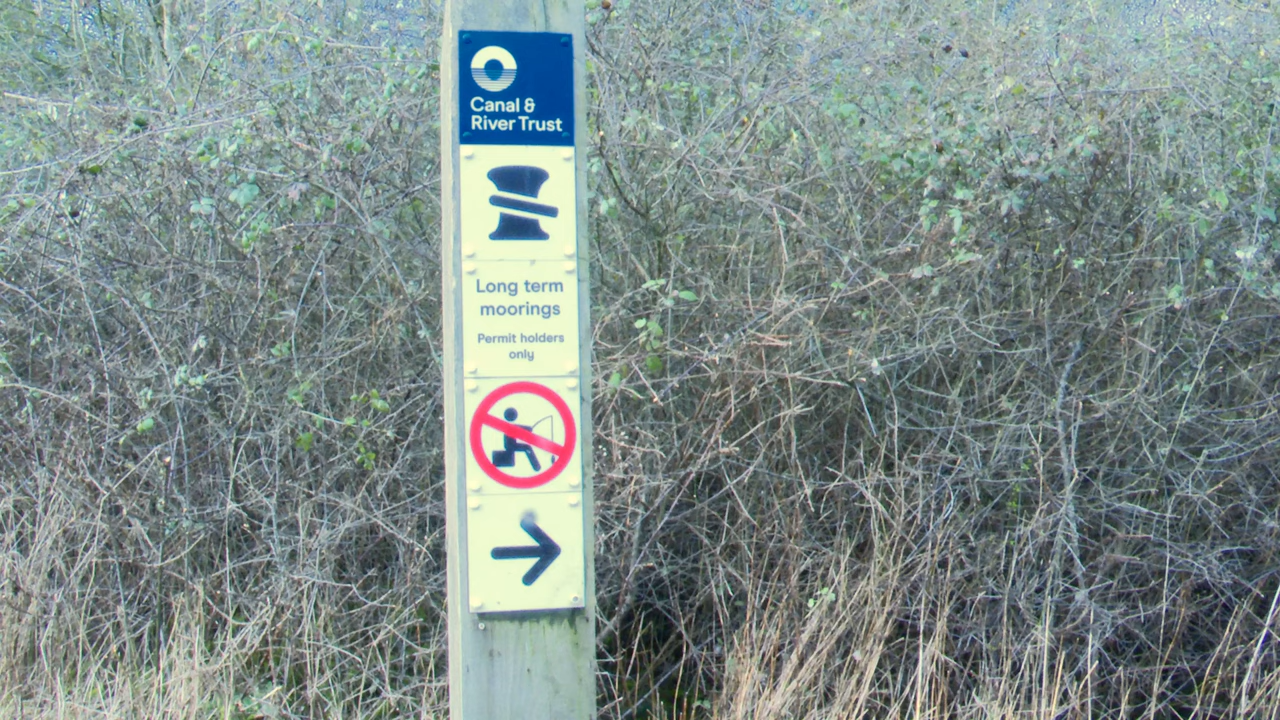 Canal &
River Trust
Long term
moorings
Permit holders
only